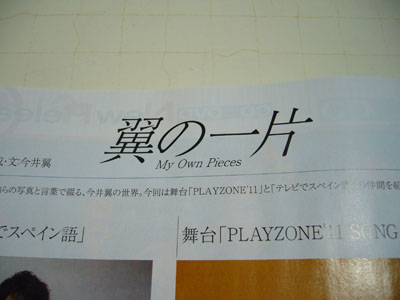 翼の一片
My Own Pieces
・文:今井翼
らの写真と言葉で綴る、今井翼の世界。今回は舞台「PLAYZONE'11」と「テレビでスペイン
でスペイン語」
舞台「PLAYZONE'11 SONG